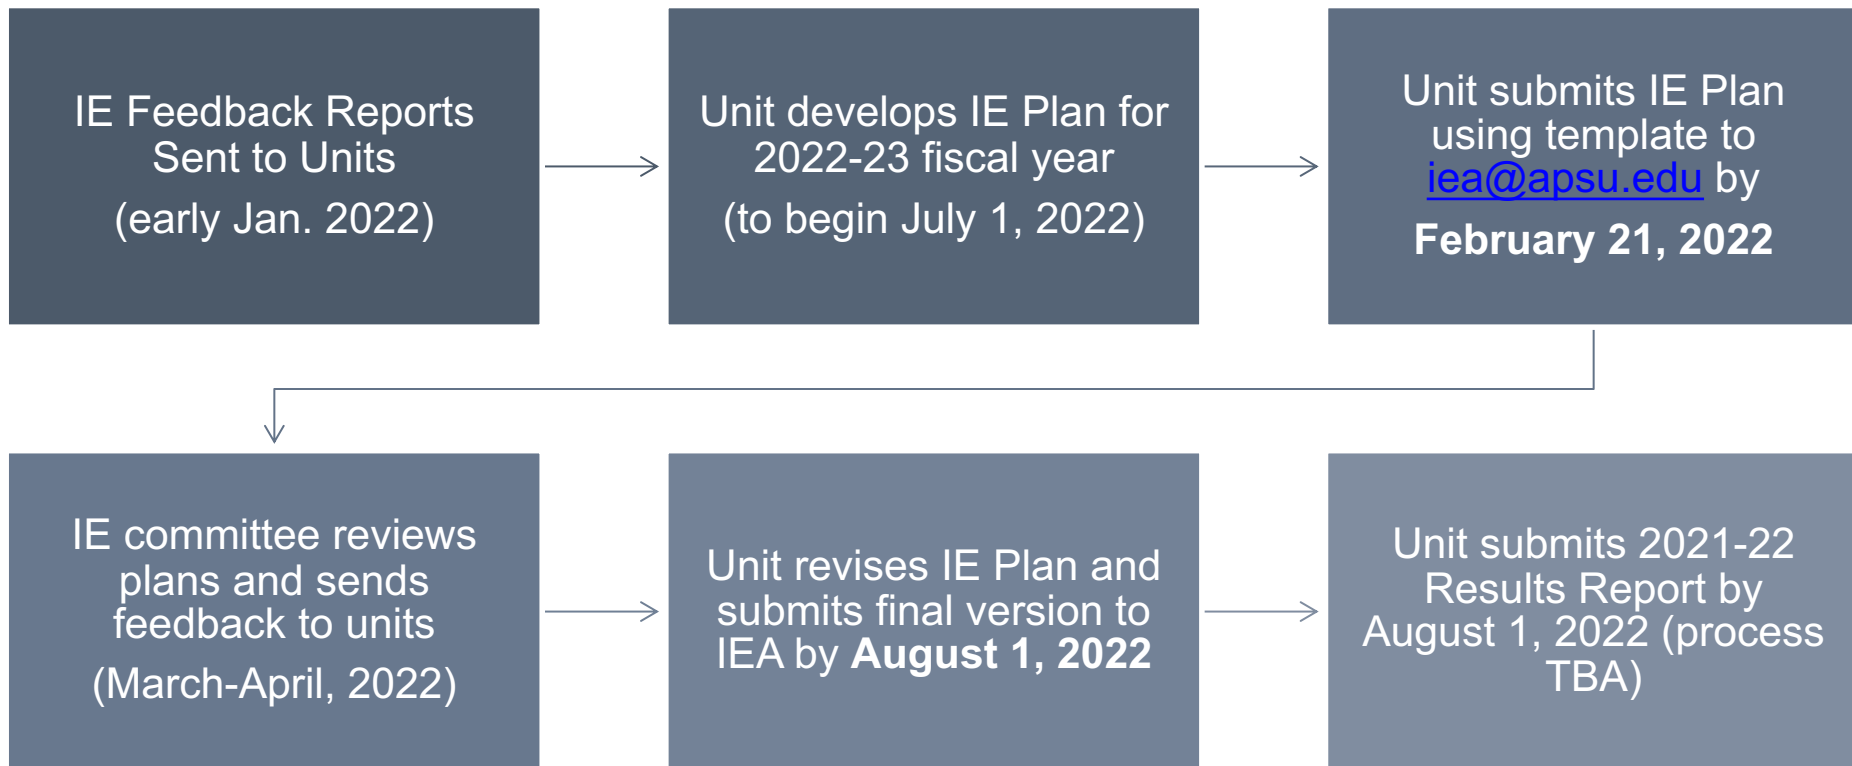 IE Feedback Reports
Sent to Units
(early Jan. 2022)
Unit develops IE Plan for
2022-23 fiscal year
(to begin July 1, 2022)
Unit submits IE Plan
using template to
iea@apsu.edu by
February 21, 2022
IE committee reviews
plans and sends
feedback to units
(March-April, 2022)
Unit revises IE Plan and
submits final version to
IEA by August 1, 2022
Unit submits 2021-22
Results Report by
August 1, 2022 (process
TBA)